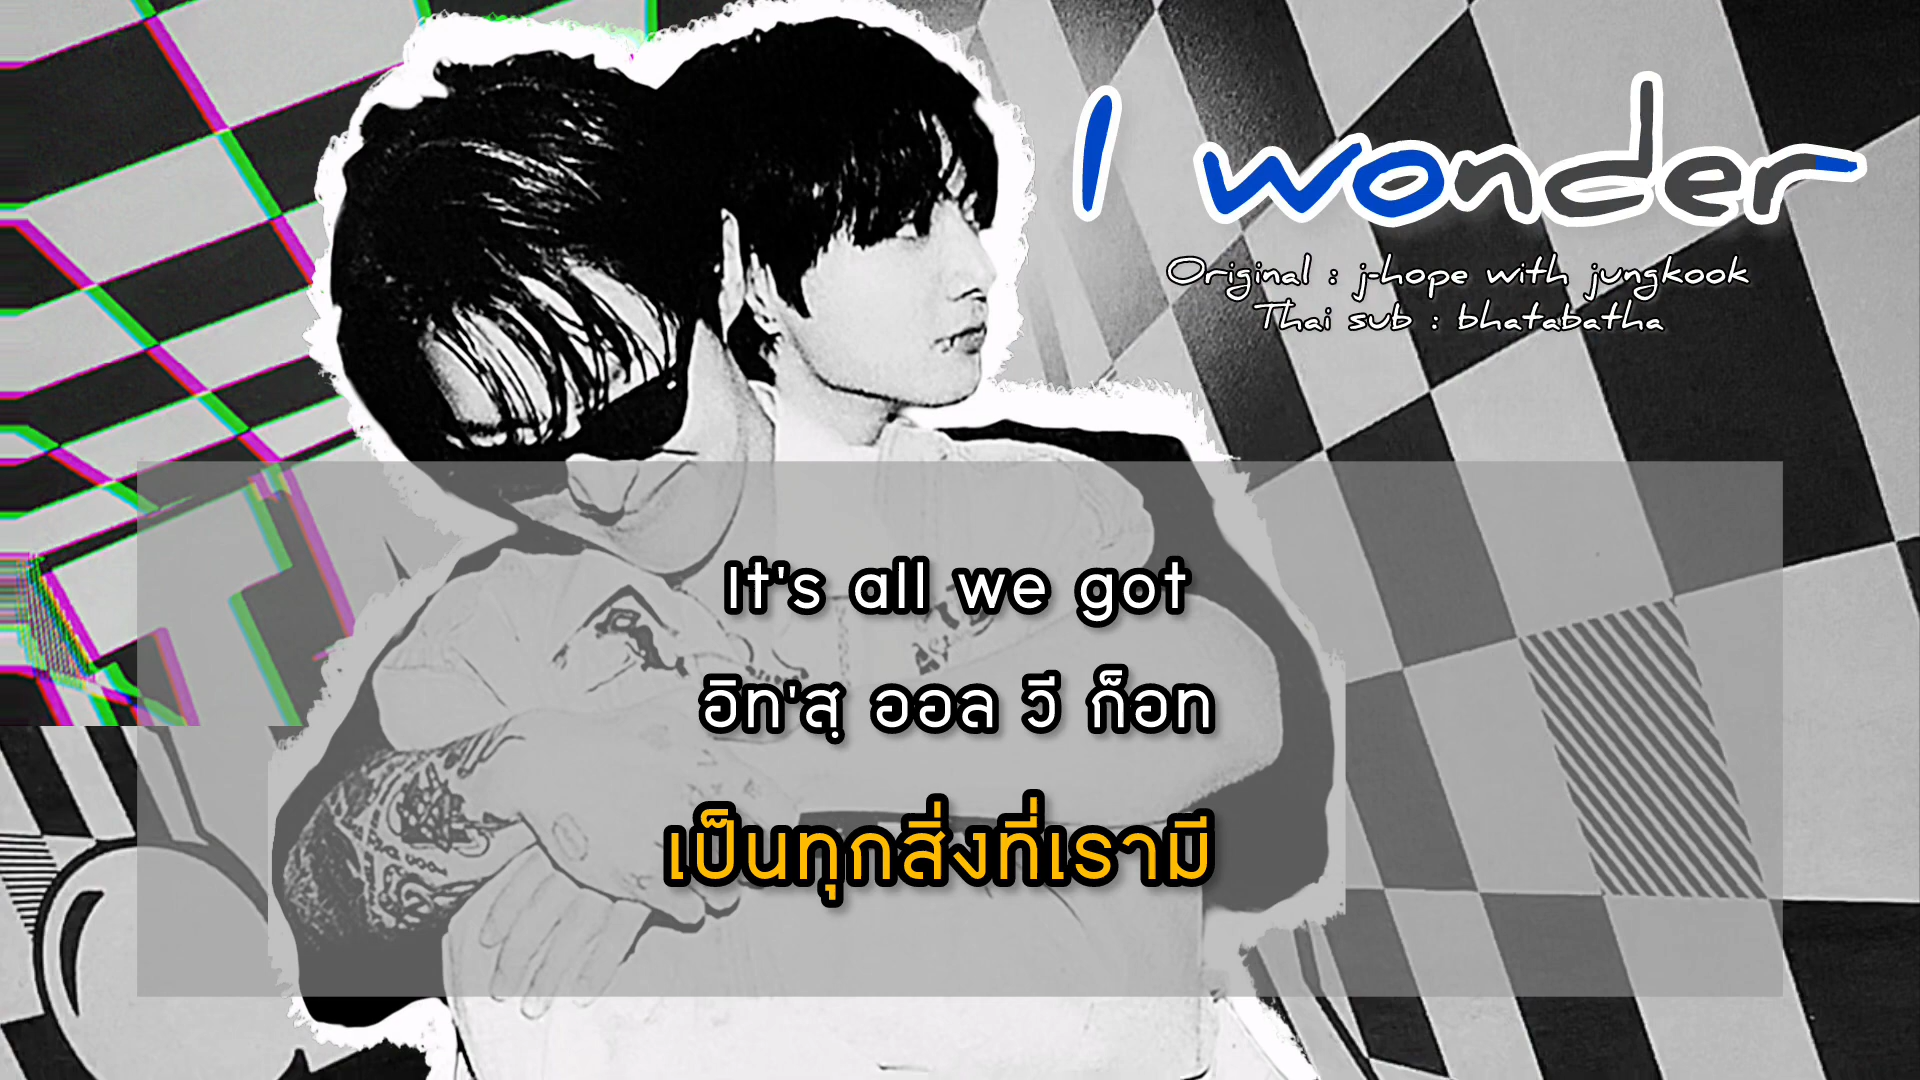 I wonder
Original : j-hope with jungkook
Thai sub : bhatabatha
It's all we got
อิท'สฺ ออล วี ก็อท
เป็นทุกสิ่งที่เรามี